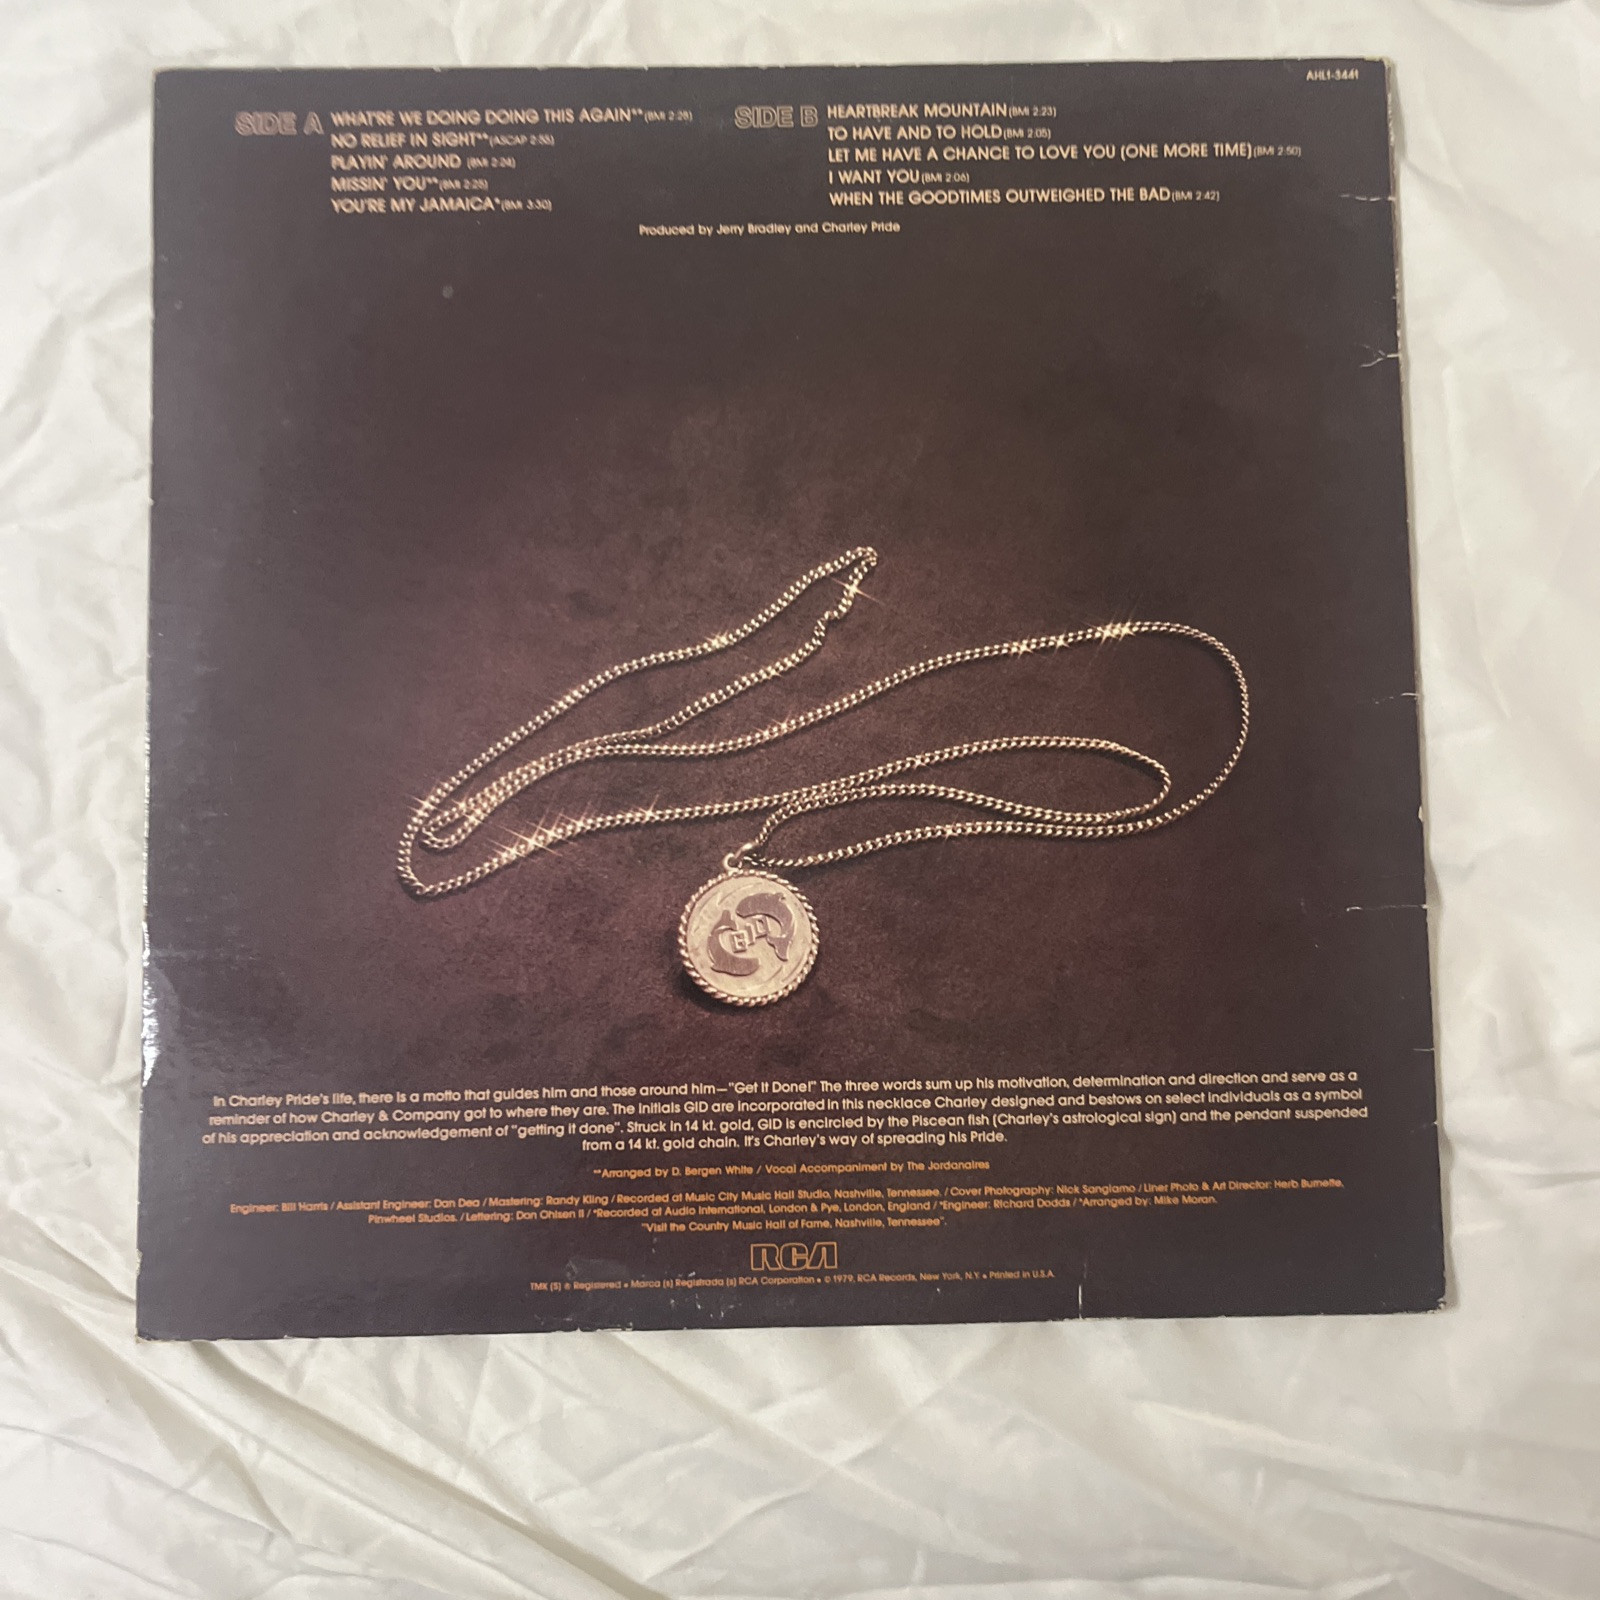 AHL1-3441
SIDE A
WHAT'RE WE DOING DOING THIS AGAIN** (BMI 2:28)
NO RELIEF IN SIGHT** (ASCAP 2:55)
PLAYIN' AROUND (BMI 2:24)
MISSIN' YOU** (BMI 2:25)
YOU'RE MY JAMAICA* (BMI 3:30)
SIDE B
HEARTBREAK MOUNTAIN (BMI 2:23)
TO HAVE AND TO HOLD (BMI 2:05)
LET ME HAVE A CHANCE TO LOVE YOU (ONE MORE TIME) (BMI 2:50)
I WANT YOU (BMI 2:06)
WHEN THE GOODTIMES OUTWEIGHED THE BAD (BMI 2:42)
Produced by Jerry Bradley and Charley Pride
GID
In Charley Pride's life, there is a motto that guides him and those around him—"Get It Done!" The three words sum up his motivation, determination and direction and serve as a
reminder of how Charley & Company got to where they are. The initials GID are incorporated in this necklace Charley designed and bestows on select individuals as a symbol
of his appreciation and acknowledgement of "getting it done". Struck in 14 kt. gold, GID is encircled by the Piscean fish (Charley's astrological sign) and the pendant suspended
from a 14 kt. gold chain. It's Charley's way of spreading his Pride.
**Arranged by D. Bergen White / Vocal Accompaniment by The Jordanaires
Engineer: Bill Harris / Assistant Engineer: Dan Dea / Mastering: Randy Kling / Recorded at Music City Music Hall Studio, Nashville, Tennessee. / Cover Photography: Nick Sangiamo / Liner Photo & Art Director: Herb Burnette,
Pinwheel Studios. / Lettering: Don Ohlsen II / *Recorded at Audio International, London & Pye, London, England / *Engineer: Richard Dodds / *Arranged by: Mike Moran.
"Visit the Country Music Hall of Fame, Nashville, Tennessee".
RCA
TMK (S) ® Registered • Marca (s) Registrada (s) RCA Corporation • © 1979, RCA Records, New York, N.Y. • Printed in U.S.A.